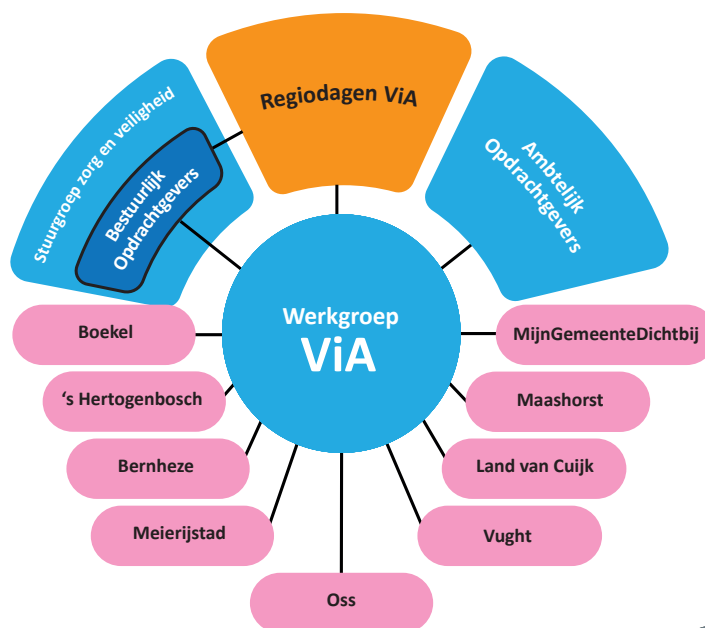 Regiodagen ViA
Stuurgroep zorg en veiligheid
Bestuurlijk
Opdrachtgevers
Ambtelijk
Opdrachtgevers
Werkgroep
ViA
Boekel
‘s Hertogenbosch
Bernheze
Meierijstad
Oss
MijnGemeenteDichtbij
Maashorst
Land van Cuijk
Vught